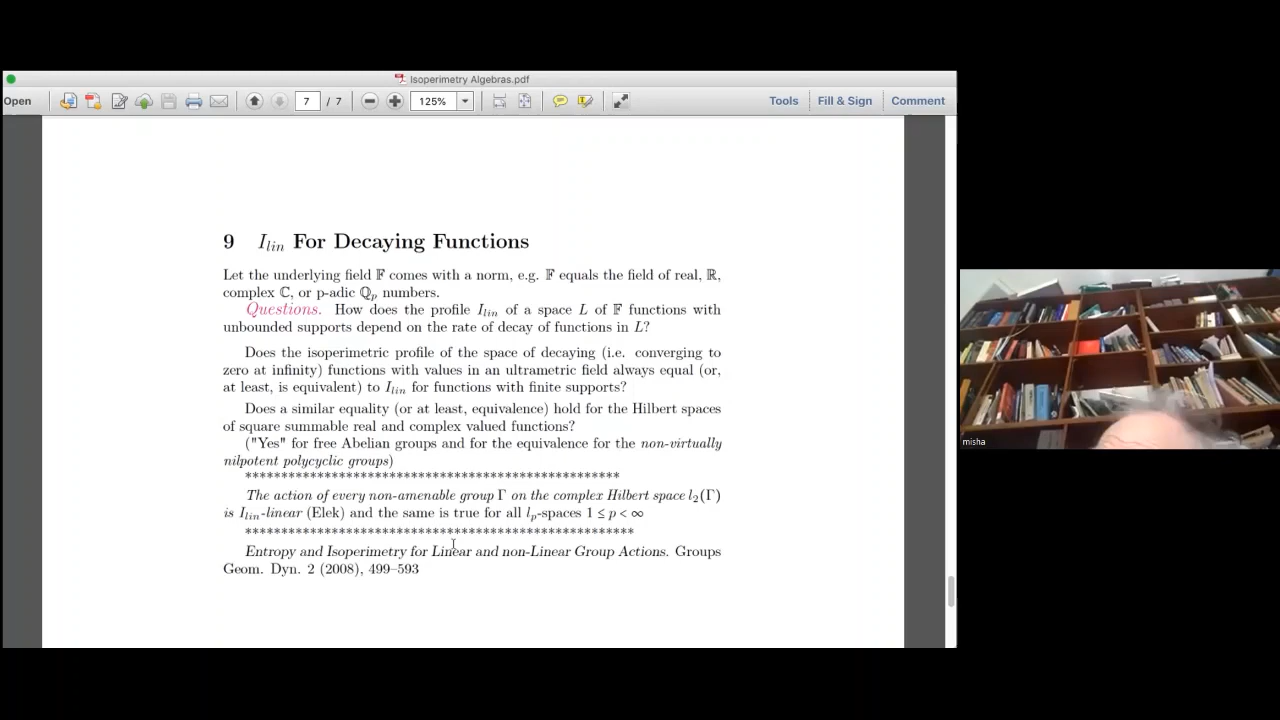 Isoperimetry Algebras.pdf
Open
7 / 7
125%
Tools
Fill & Sign
Comment
9 I_lin For Decaying Functions
Let the underlying field 𝔽 comes with a norm, e.g. 𝔽 equals the field of real, ℝ,
complex ℂ, or p-adic ℚ_p numbers.
Questions. How does the profile I_lin of a space L of 𝔽 functions with
unbounded supports depend on the rate of decay of functions in L?
Does the isoperimetric profile of the space of decaying (i.e. converging to
zero at infinity) functions with values in an ultrametric field always equal (or,
at least, is equivalent) to I_lin for functions with finite supports?
Does a similar equality (or at least, equivalence) hold for the Hilbert spaces
of square summable real and complex valued functions?
("Yes" for free Abelian groups and for the equivalence for the non-virtually
nilpotent polycyclic groups)
****************************************************
The action of every non-amenable group Γ on the complex Hilbert space l_2(Γ)
is I_lin-linear (Elek) and the same is true for all l_p-spaces 1 ≤ p < ∞
******************************************************
Entropy and Isoperimetry for Linear and non-Linear Group Actions. Groups
Geom. Dyn. 2 (2008), 499–593
misha